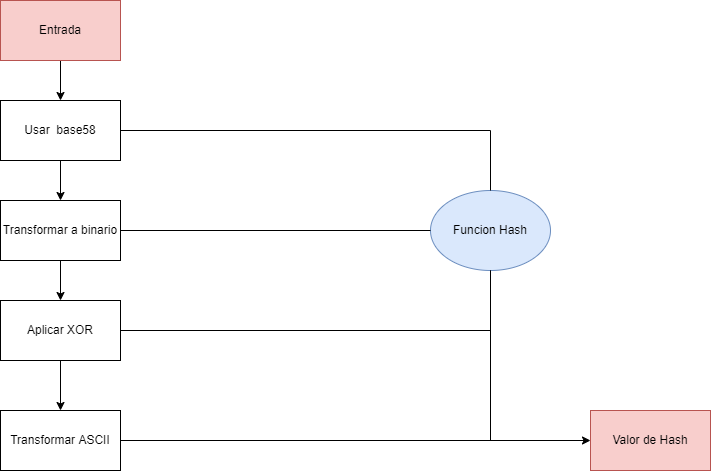 Entrada
Usar base58
Transformar a binario
Funcion Hash
Aplicar XOR
Transformar ASCII
Valor de Hash